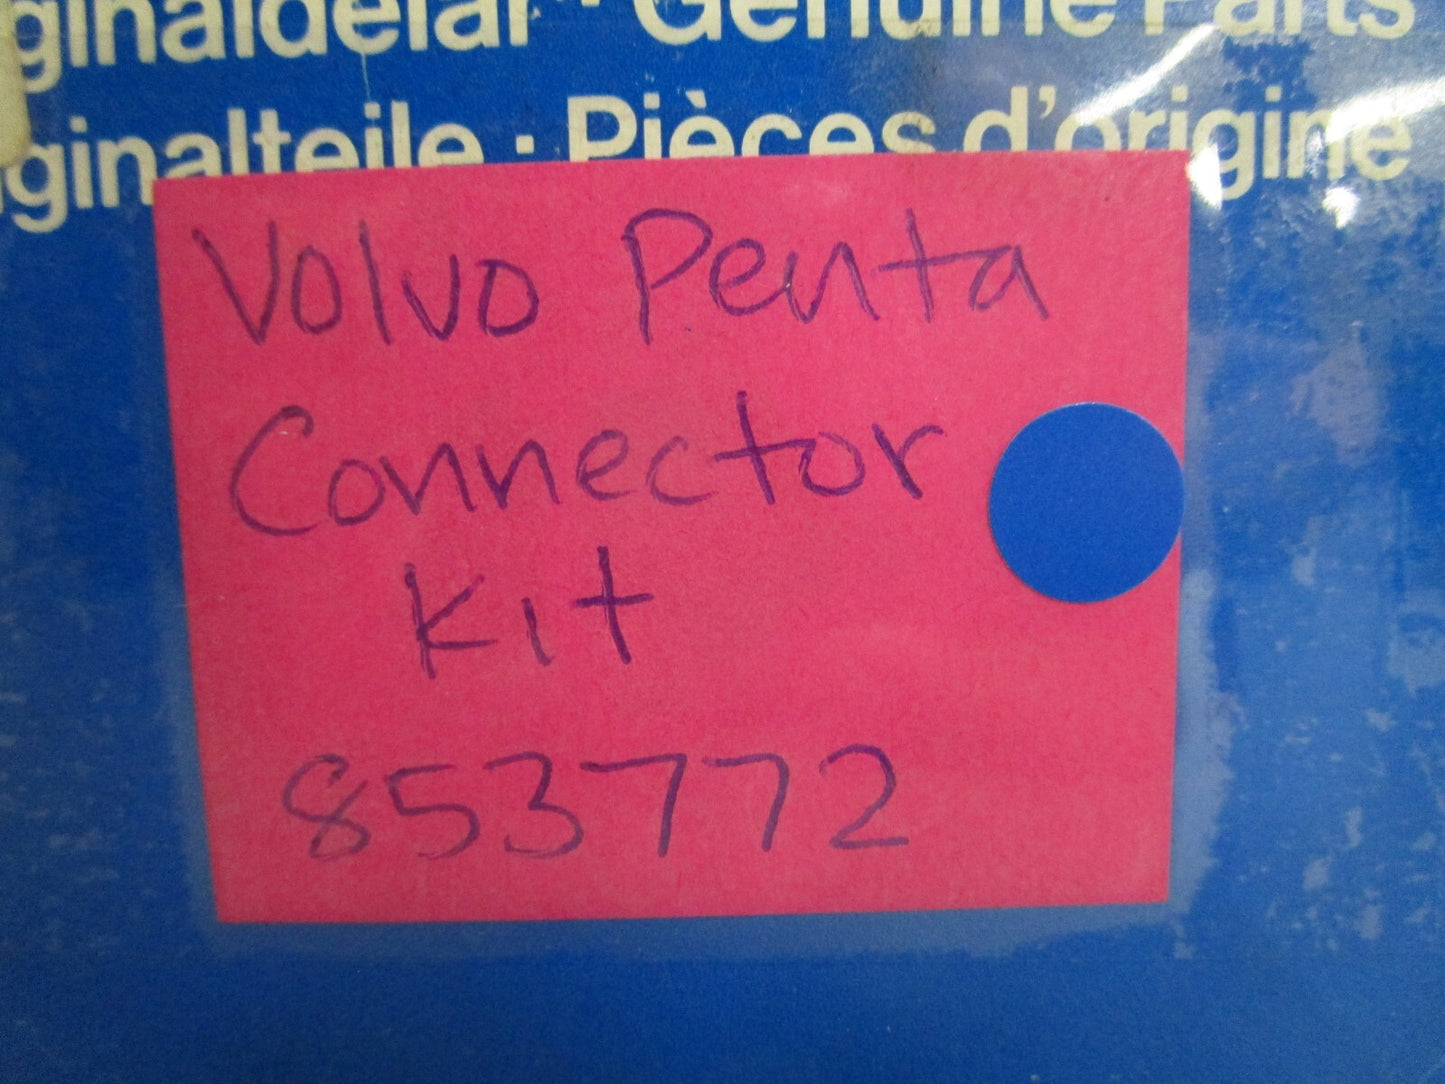 ginaldelar · Genuine Parts
ginalteile · Pièces d'origine
Volvo Penta
Connector
Kit
853772